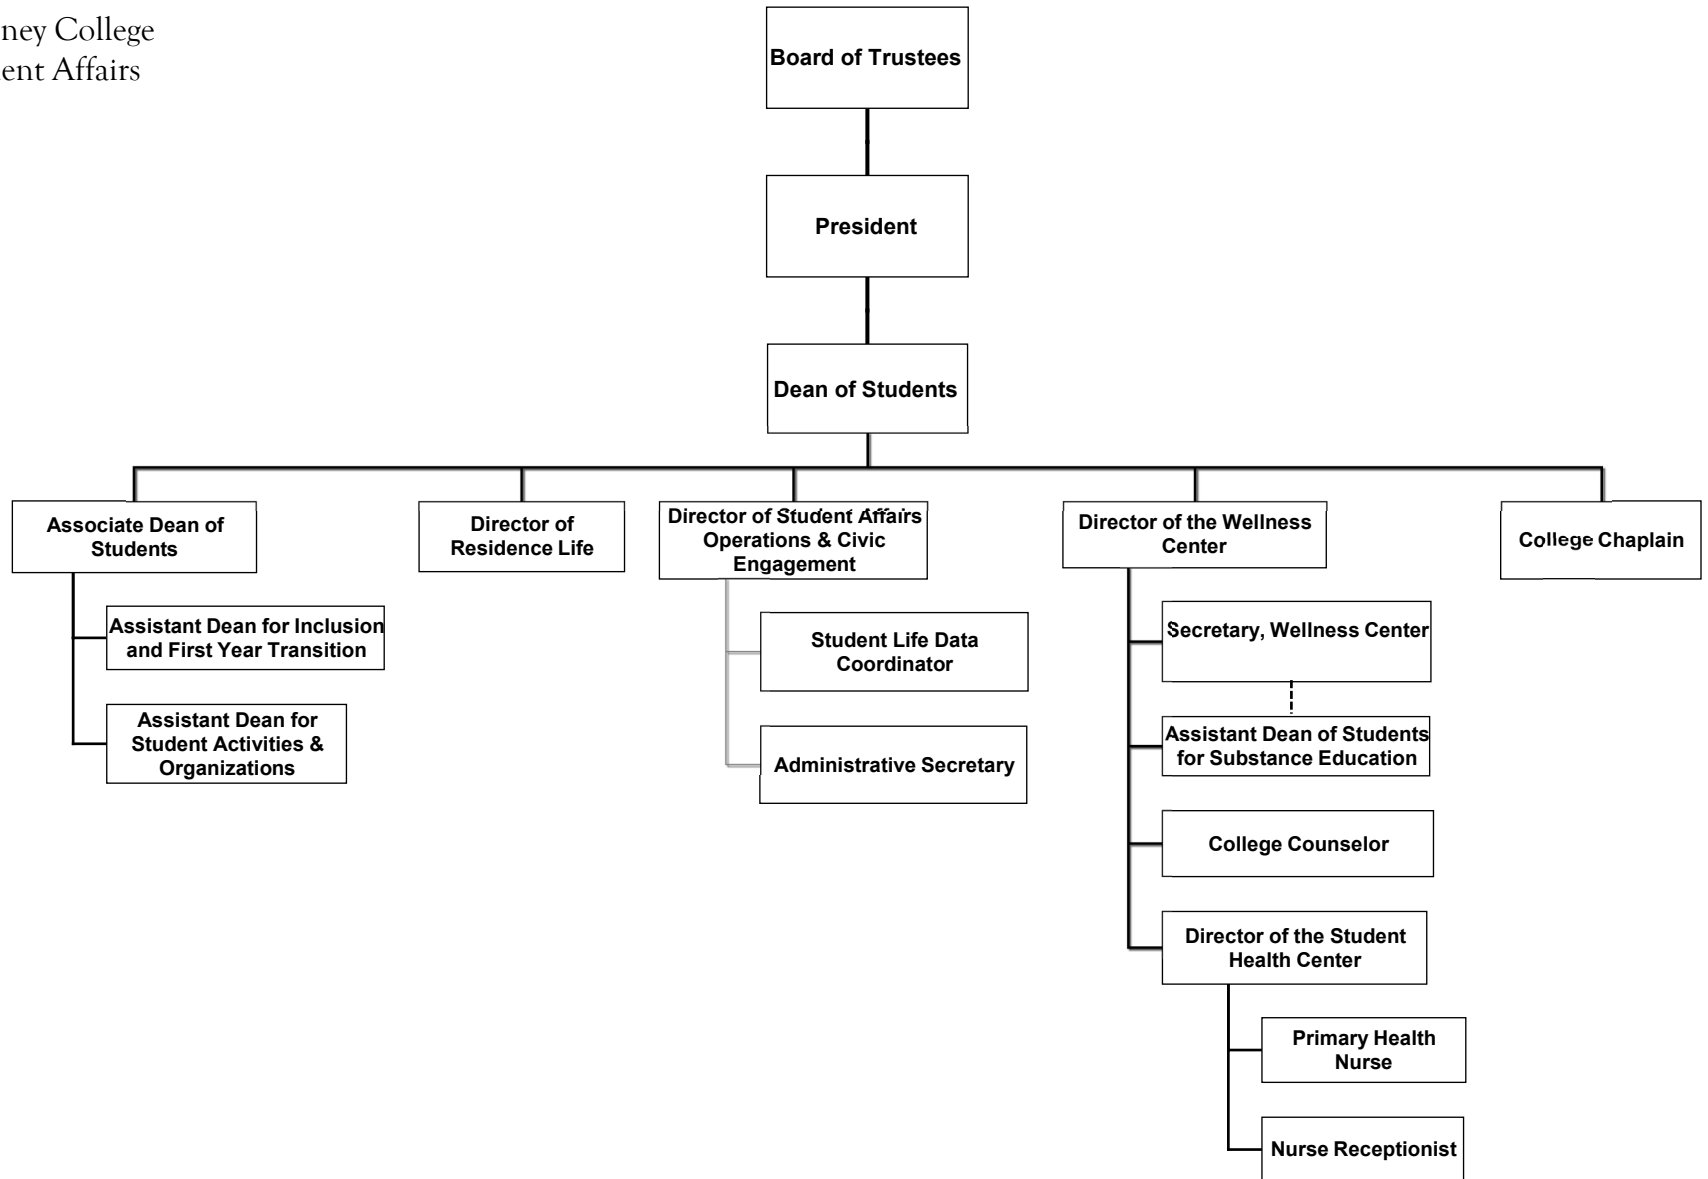 ney College
ent Affairs
Board of Trustees
President
Dean of Students
Associate Dean of
Students
Assistant Dean for Inclusion
and First Year Transition
Assistant Dean for
Student Activities &
Organizations
Director of
Residence Life
Director of Student Affairs
Operations & Civic
Engagement
Student Life Data
Coordinator
Administrative Secretary
Director of the Wellness
Center
Secretary, Wellness Center
Assistant Dean of Students
for Substance Education
College Counselor
Director of the Student
Health Center
Primary Health
Nurse
Nurse Receptionist
College Chaplain